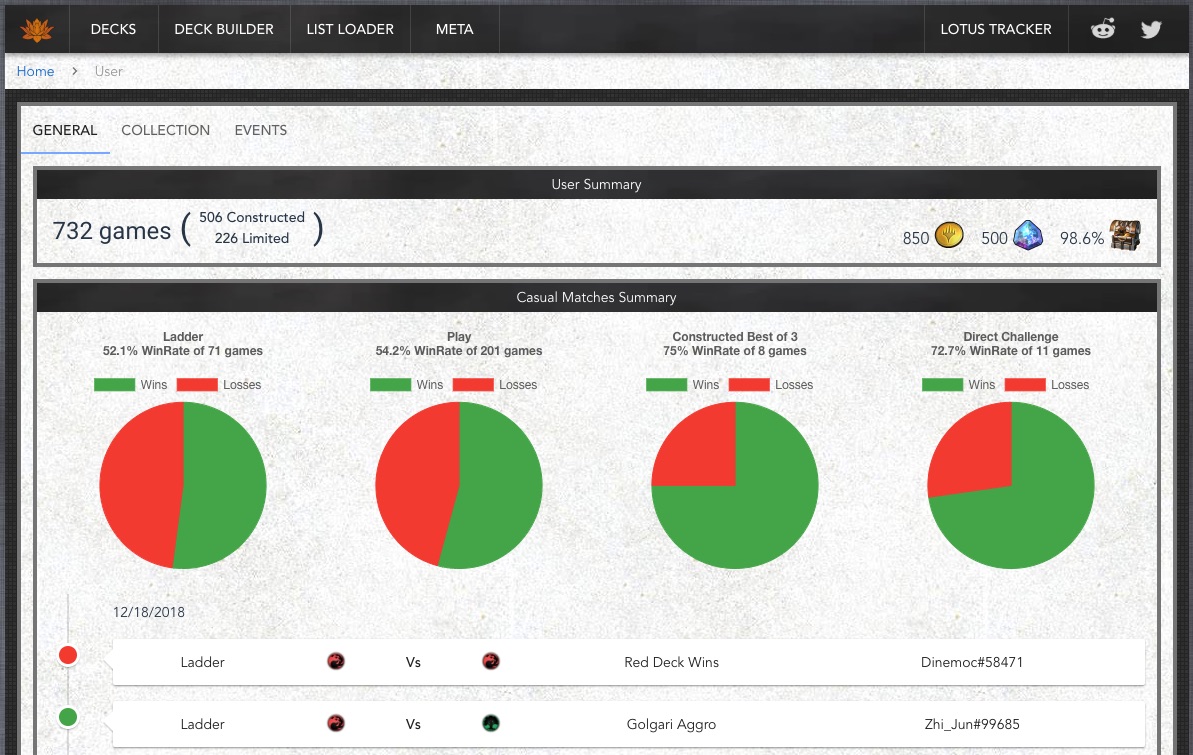 DECKS DECK BUILDER LIST LOADER META LOTUS TRACKER
Home > User
GENERAL COLLECTION EVENTS
User Summary
732 games ( 506 Constructed
226 Limited )
850 500 98.6%
Casual Matches Summary
Ladder
52.1% WinRate of 71 games
Wins Losses
Play
54.2% WinRate of 201 games
Wins Losses
Constructed Best of 3
75% WinRate of 8 games
Wins Losses
Direct Challenge
72.7% WinRate of 11 games
Wins Losses
12/18/2018
Ladder Vs Red Deck Wins Dinemoc#58471
Ladder Vs Golgari Aggro Zhi_Jun#99685